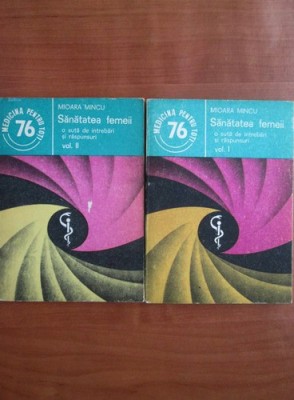 MEDICINA PENTRU TOȚI
76
MIOARA MINCU
Sănătatea femeii
o sută de întrebări
și răspunsuri
vol. II
MEDICINA PENTRU TOȚI
76
MIOARA MINCU
Sănătatea femeii
o sută de întrebări
și răspunsuri
vol. I